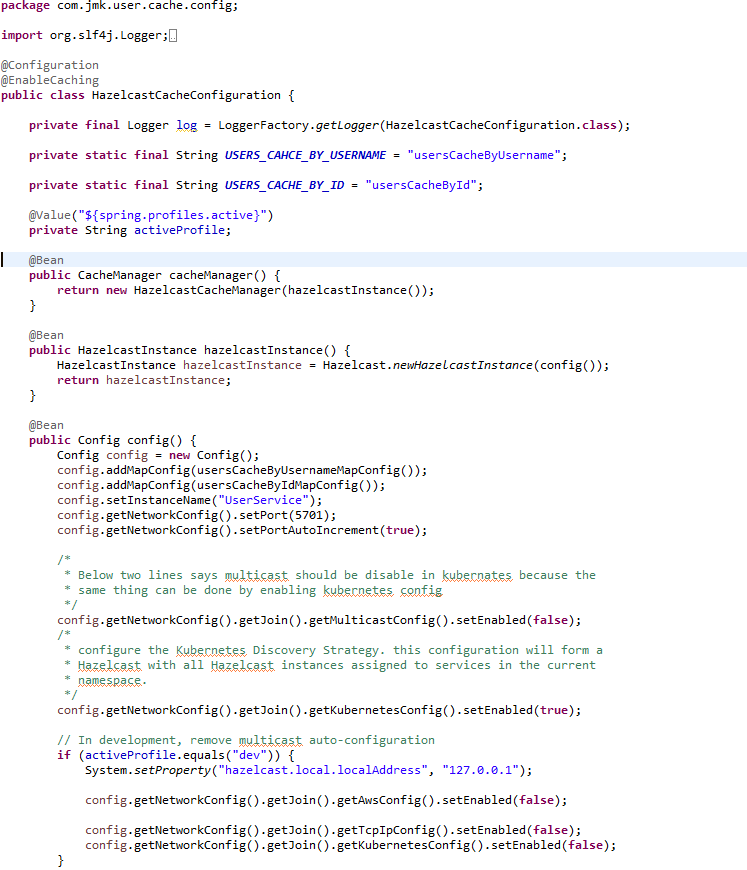 package com.jmk.user.cache.config;
import org.slf4j.Logger;
@Configuration
@EnableCaching
public class HazelcastCacheConfiguration {
private final Logger log = LoggerFactory.getLogger(HazelcastCacheConfiguration.class);
private static final String USERS_CAHCE_BY_USERNAME = "usersCacheByUsername";
private static final String USERS_CACHE_BY_ID = "usersCacheById";
@Value("${spring.profiles.active}")
private String activeProfile;
@Bean
public CacheManager cacheManager() {
return new HazelcastCacheManager(hazelcastInstance());
}
@Bean
public HazelcastInstance hazelcastInstance() {
HazelcastInstance hazelcastInstance = Hazelcast.newHazelcastInstance(config());
return hazelcastInstance;
}
@Bean
public Config config() {
Config config = new Config();
config.addMapConfig(usersCacheByUsernameMapConfig());
config.addMapConfig(usersCacheByIdMapConfig());
config.setInstanceName("UserService");
config.getNetworkConfig().setPort(5701);
config.getNetworkConfig().setPortAutoIncrement(true);
/*
* Below two lines says multicast should be disable in kubernates because the
* same thing can be done by enabling kubernetes config
*/
config.getNetworkConfig().getJoin().getMulticastConfig().setEnabled(false);
/*
* configure the Kubernetes Discovery Strategy. this configuration will form a
* Hazelcast with all Hazelcast instances assigned to services in the current
* namespace.
*/
config.getNetworkConfig().getJoin().getKubernetesConfig().setEnabled(true);
// In development, remove multicast auto-configuration
if (activeProfile.equals("dev")) {
System.setProperty("hazelcast.local.localAddress", "127.0.0.1");
config.getNetworkConfig().getJoin().getAwsConfig().setEnabled(false);
config.getNetworkConfig().getJoin().getTcpIpConfig().setEnabled(false);
config.getNetworkConfig().getJoin().getKubernetesConfig().setEnabled(false);
}